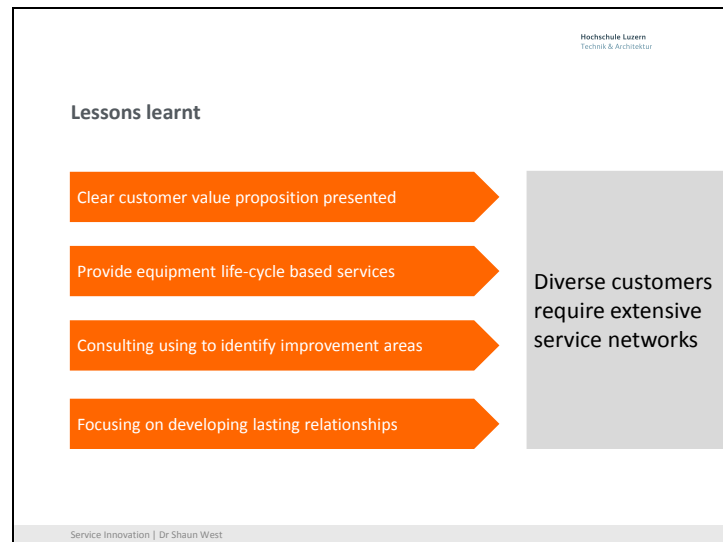 Hochschule Luzern
Technik & Architektur
Lessons learnt
Clear customer value proposition presented
Provide equipment life-cycle based services
Consulting using to identify improvement areas
Focusing on developing lasting relationships
Diverse customers
require extensive
service networks
Service Innovation | Dr Shaun West